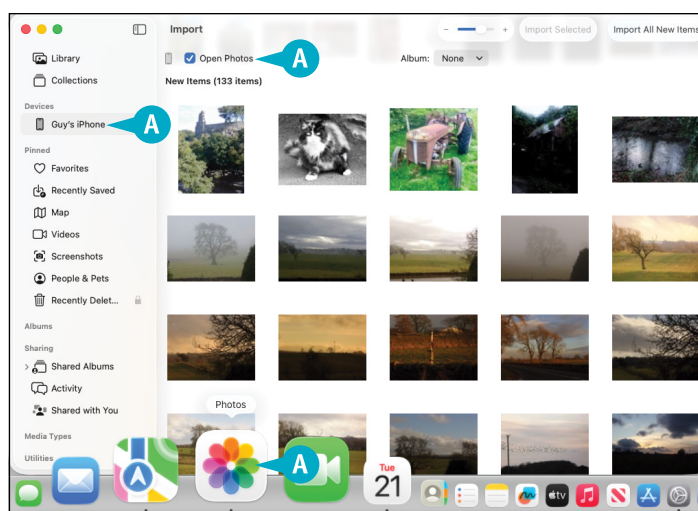 Import
Import Selected
Import All New Items
Library
Open Photos
A
Album: None
Collections
New Items (133 items)
Devices
Guy's iPhone
A
Pinned
Favorites
Recently Saved
Map
Videos
Screenshots
People & Pets
Recently Delet...
Albums
Sharing
Shared Albums
Activity
Shared with You
Photos
Media Types
Utilities
A
Tue
21
tv